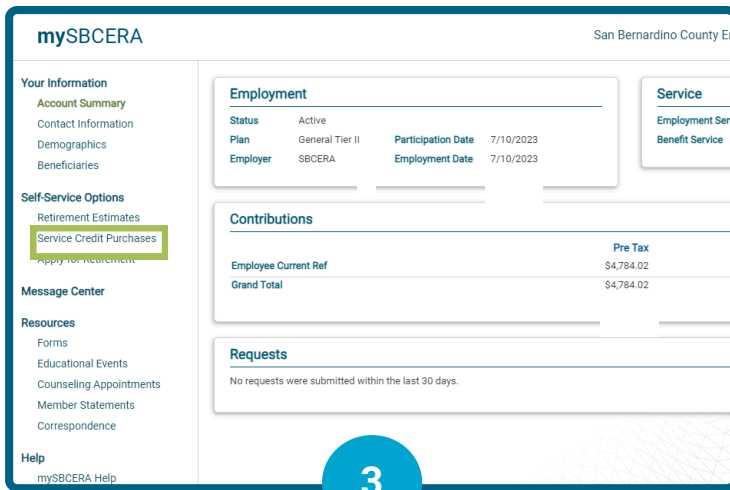 mySBCERA
San Bernardino County E
Your Information
Account Summary
Contact Information
Demographics
Beneficiaries
Self-Service Options
Retirement Estimates
Service Credit Purchases
Apply for Retirement
Message Center
Resources
Forms
Educational Events
Counseling Appointments
Member Statements
Correspondence
Help
mySBCERA Help
Employment
Status Active
Plan General Tier II Participation Date 7/10/2023
Employer SBCERA Employment Date 7/10/2023
Service
Employment Ser
Benefit Service
Contributions
Pre Tax
Employee Current Ref $4,784.02
Grand Total $4,784.02
Requests
No requests were submitted within the last 30 days.
3